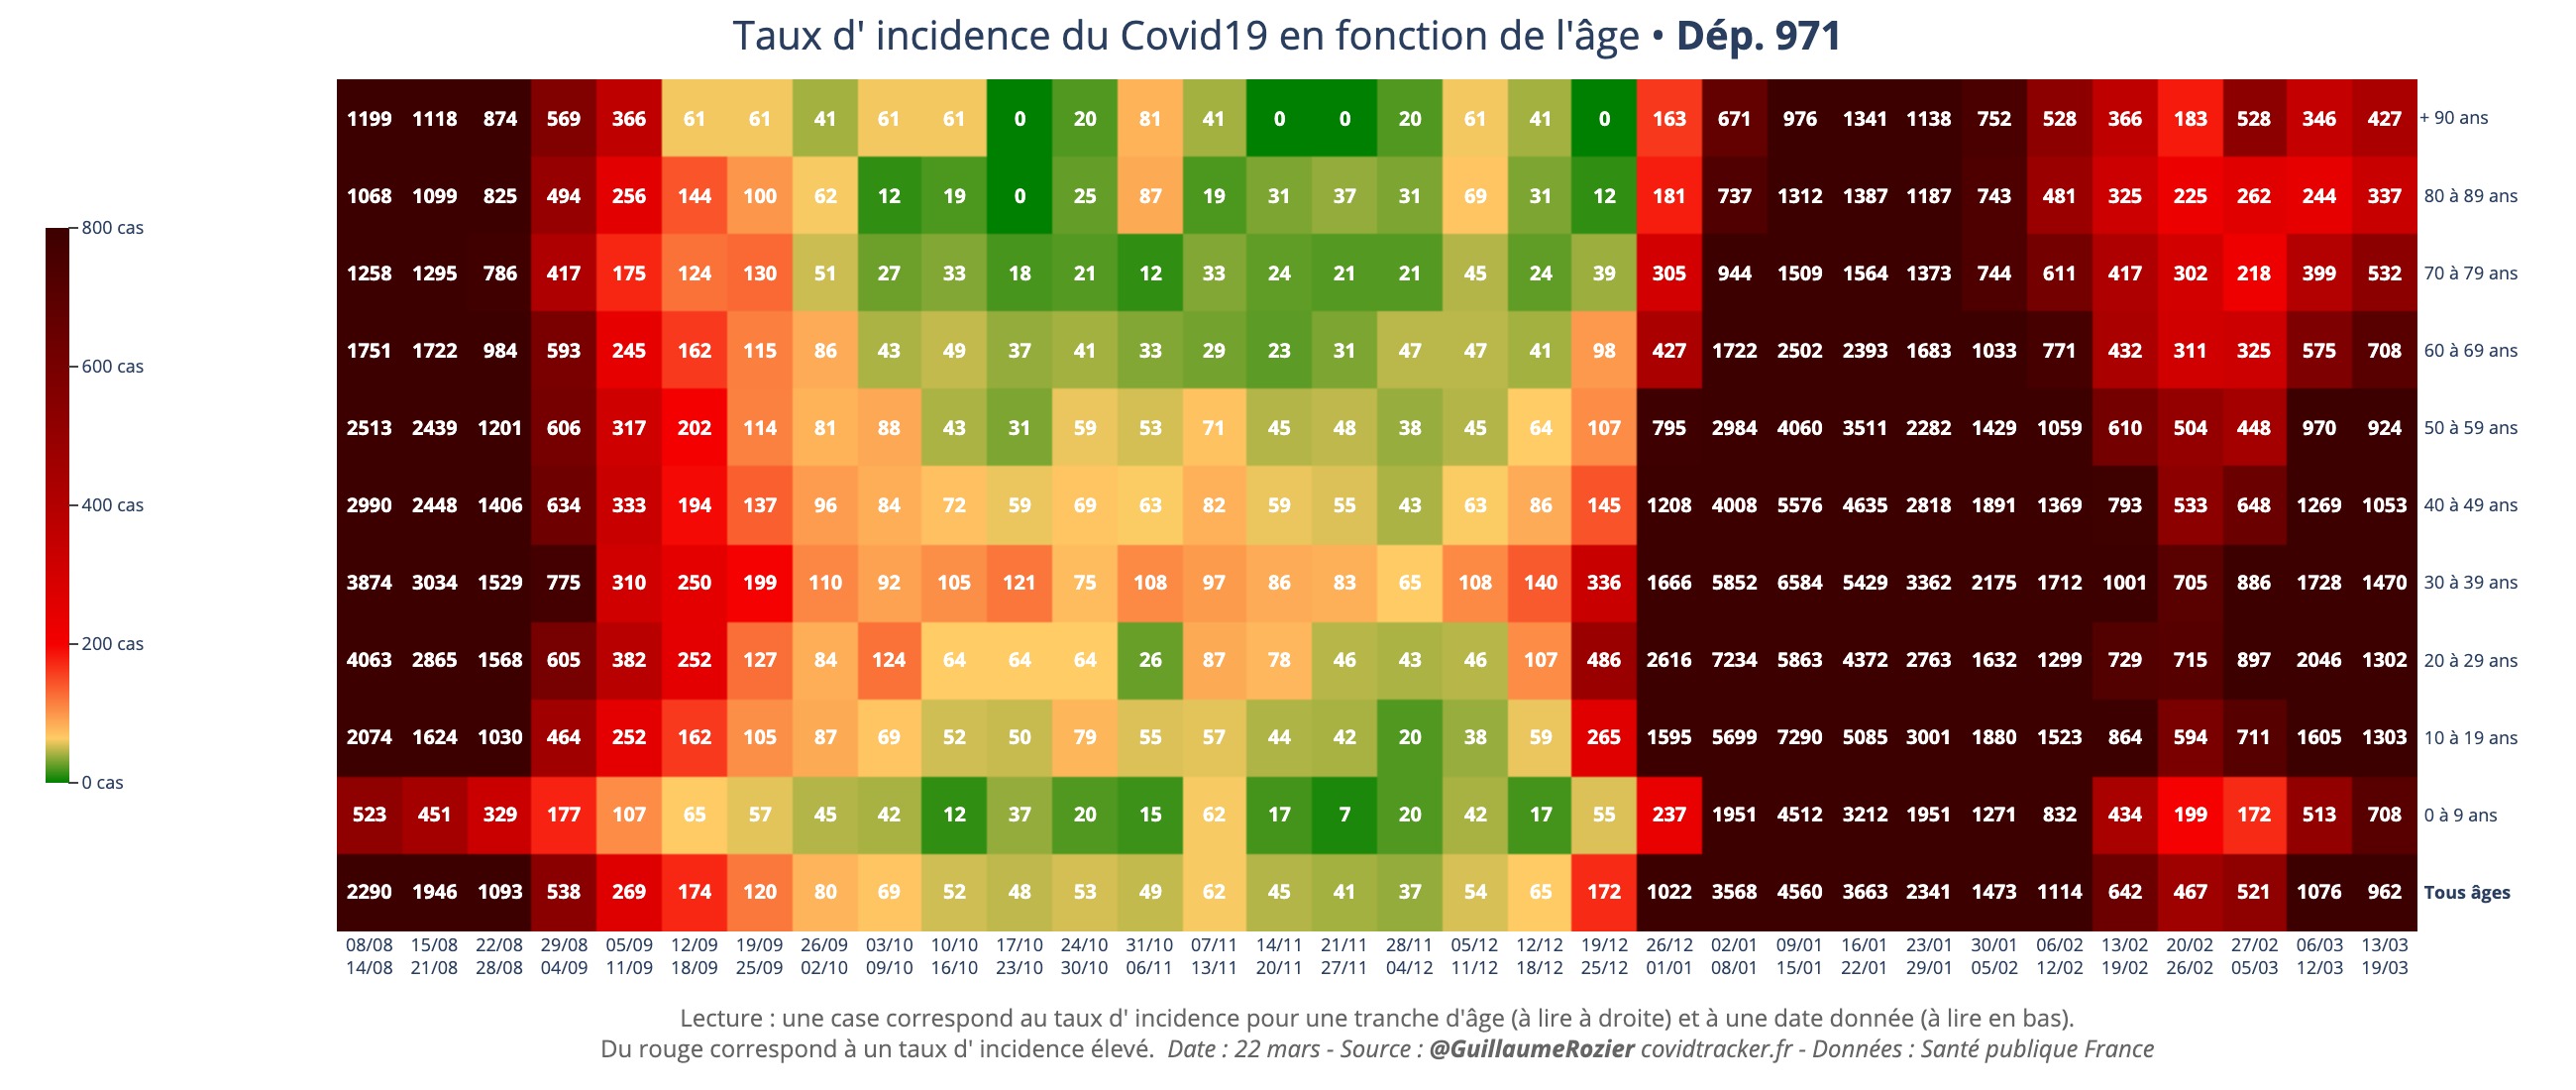 Taux d' incidence du Covid19 en fonction de l'âge • Dép. 971
800 cas
600 cas
400 cas
200 cas
0 cas
1199 1118 874 569 366 61 61 41 61 61 0 20 81 41 0 0 20 61 41 0 163 671 976 1341 1138 752 528 366 183 528 346 427 + 90 ans
1068 1099 825 494 256 144 100 62 12 19 0 25 87 19 31 37 31 69 31 12 181 737 1312 1387 1187 743 481 325 225 262 244 337 80 à 89 ans
1258 1295 786 417 175 124 130 51 27 33 18 21 12 33 24 21 21 45 24 39 305 944 1509 1564 1373 744 611 417 302 218 399 532 70 à 79 ans
1751 1722 984 593 245 162 115 86 43 49 37 41 33 29 23 31 47 47 41 98 427 1722 2502 2393 1683 1033 771 432 311 325 575 708 60 à 69 ans
2513 2439 1201 606 317 202 114 81 88 43 31 59 53 71 45 48 38 45 64 107 795 2984 4060 3511 2282 1429 1059 610 504 448 970 924 50 à 59 ans
2990 2448 1406 634 333 194 137 96 84 72 59 69 63 82 59 55 43 63 86 145 1208 4008 5576 4635 2818 1891 1369 793 533 648 1269 1053 40 à 49 ans
3874 3034 1529 775 310 250 199 110 92 105 121 75 108 97 86 83 65 108 140 336 1666 5852 6584 5429 3362 2175 1712 1001 705 886 1728 1470 30 à 39 ans
4063 2865 1568 605 382 252 127 84 124 64 64 64 26 87 78 46 43 46 107 486 2616 7234 5863 4372 2763 1632 1299 729 715 897 2046 1302 20 à 29 ans
2074 1624 1030 464 252 162 105 87 69 52 50 79 55 57 44 42 20 38 59 265 1595 5699 7290 5085 3001 1880 1523 864 594 711 1605 1303 10 à 19 ans
523 451 329 177 107 65 57 45 42 12 37 20 15 62 17 7 20 42 17 55 237 1951 4512 3212 1951 1271 832 434 199 172 513 708 0 à 9 ans
2290 1946 1093 538 269 174 120 80 69 52 48 53 49 62 45 41 37 54 65 172 1022 3568 4560 3663 2341 1473 1114 642 467 521 1076 962 Tous âges
08/08 15/08 22/08 29/08 05/09 12/09 19/09 26/09 03/10 10/10 17/10 24/10 31/10 07/11 14/11 21/11 28/11 05/12 12/12 19/12 26/12 02/01 09/01 16/01 23/01 30/01 06/02 13/02 20/02 27/02 06/03 13/03
14/08 21/08 28/08 04/09 11/09 18/09 25/09 02/10 09/10 16/10 23/10 30/10 06/11 13/11 20/11 27/11 04/12 11/12 18/12 25/12 01/01 08/01 15/01 22/01 29/01 05/02 12/02 19/02 26/02 05/03 12/03 19/03
Lecture : une case correspond au taux d' incidence pour une tranche d'âge (à lire à droite) et à une date donnée (à lire en bas).
Du rouge correspond à un taux d' incidence élevé. Date : 22 mars - Source : @GuillaumeRozier covidtracker.fr - Données : Santé publique France